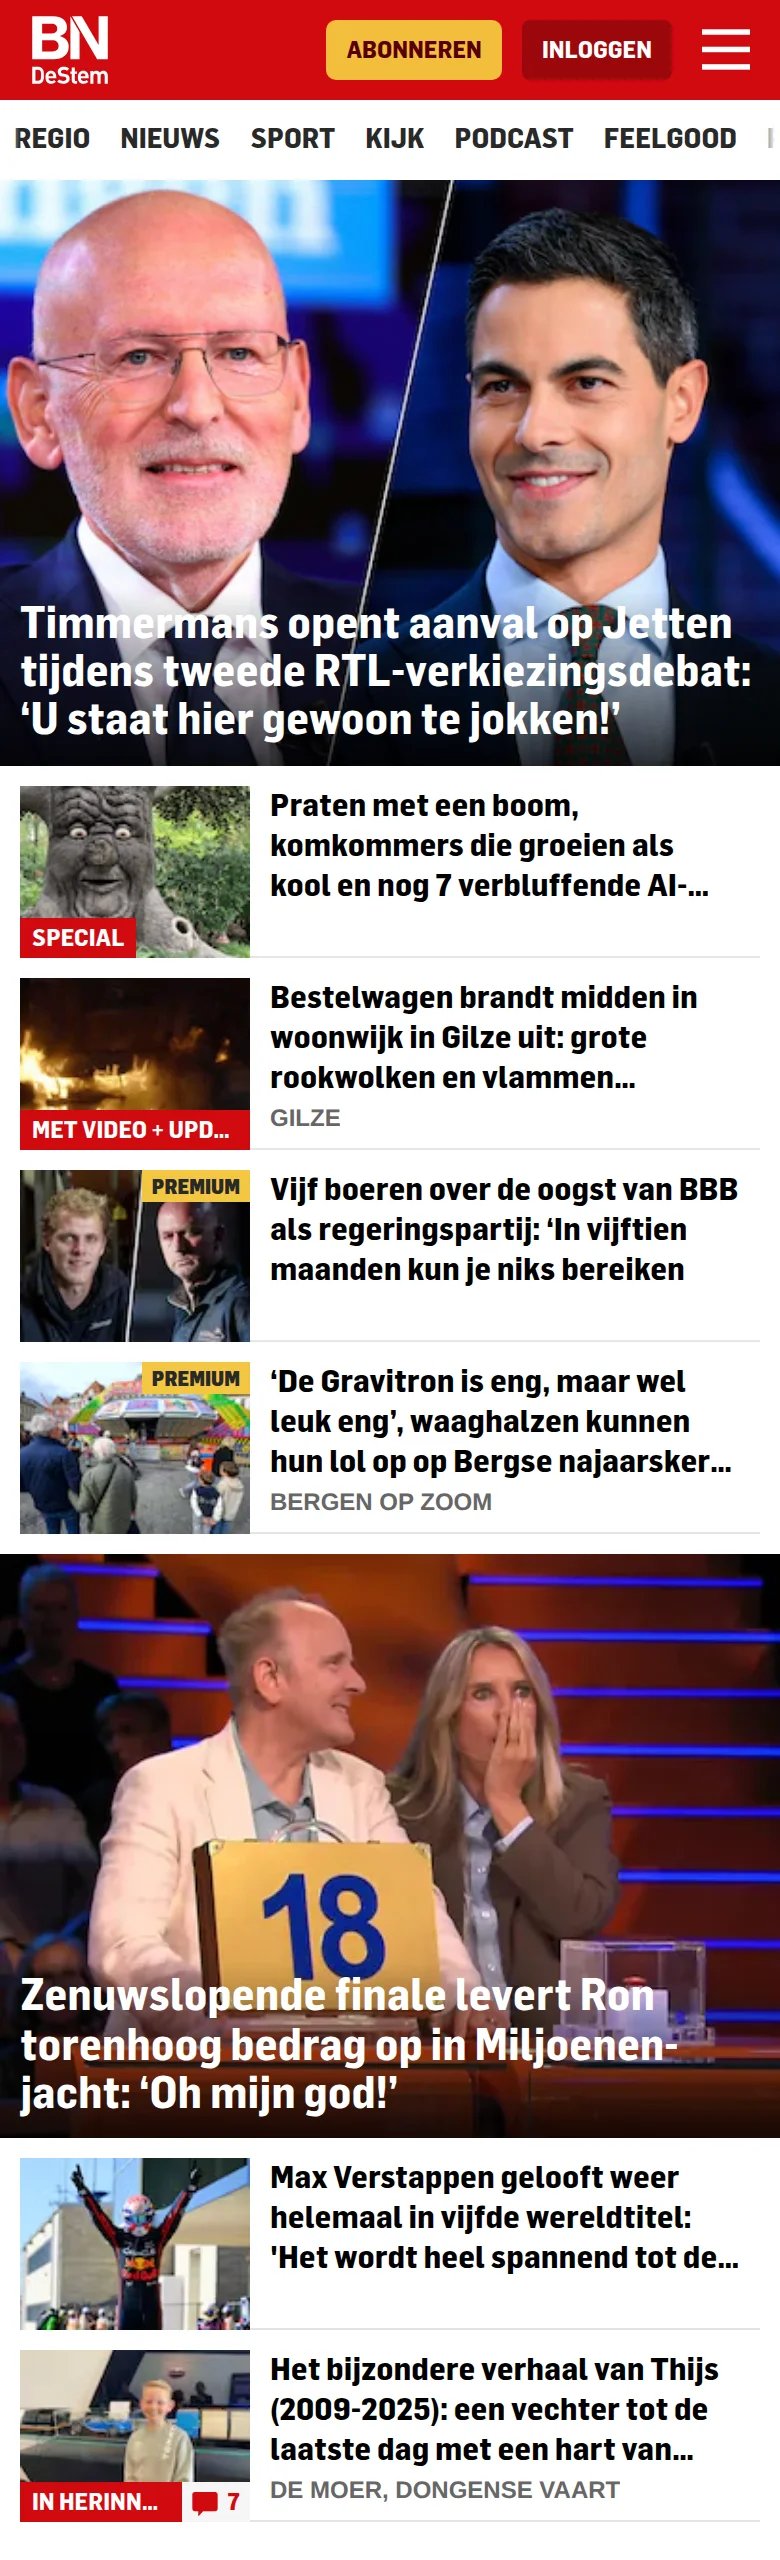 BN
DeStem
ABONNEREN
INLOGGEN
REGIO NIEUWS SPORT KIJK PODCAST FEELGOOD
Timmermans opent aanval op Jetten
tijdens tweede RTL-verkiezingsdebat:
‘U staat hier gewoon te jokken!’
Praten met een boom,
komkommers die groeien als
kool en nog 7 verbluffende AI-...
SPECIAL
Bestelwagen brandt midden in
woonwijk in Gilze uit: grote
rookwolken en vlammen...
GILZE
MET VIDEO + UPD...
PREMIUM
Vijf boeren over de oogst van BBB
als regeringspartij: ‘In vijftien
maanden kun je niks bereiken
PREMIUM
‘De Gravitron is eng, maar wel
leuk eng’, waaghalzen kunnen
hun lol op op Bergse najaarsker...
BERGEN OP ZOOM
18
Zenuwslopende finale levert Ron
torenhoog bedrag op in Miljoenen-
jacht: ‘Oh mijn god!’
Max Verstappen gelooft weer
helemaal in vijfde wereldtitel:
'Het wordt heel spannend tot de...
Het bijzondere verhaal van Thijs
(2009-2025): een vechter tot de
laatste dag met een hart van...
DE MOER, DONGENSE VAART
IN HERINN...
7